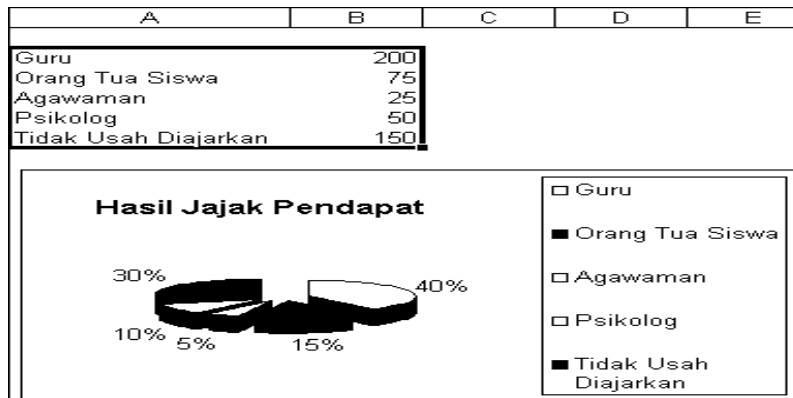 A B C D E
Guru 200
Orang Tua Siswa 75
Agawaman 25
Psikolog 50
Tidak Usah Diajarkan 150
Hasil Jajak Pendapat
30%
40%
10%
5%
15%
Guru
Orang Tua Siswa
Agawaman
Psikolog
Tidak Usah
Diajarkan